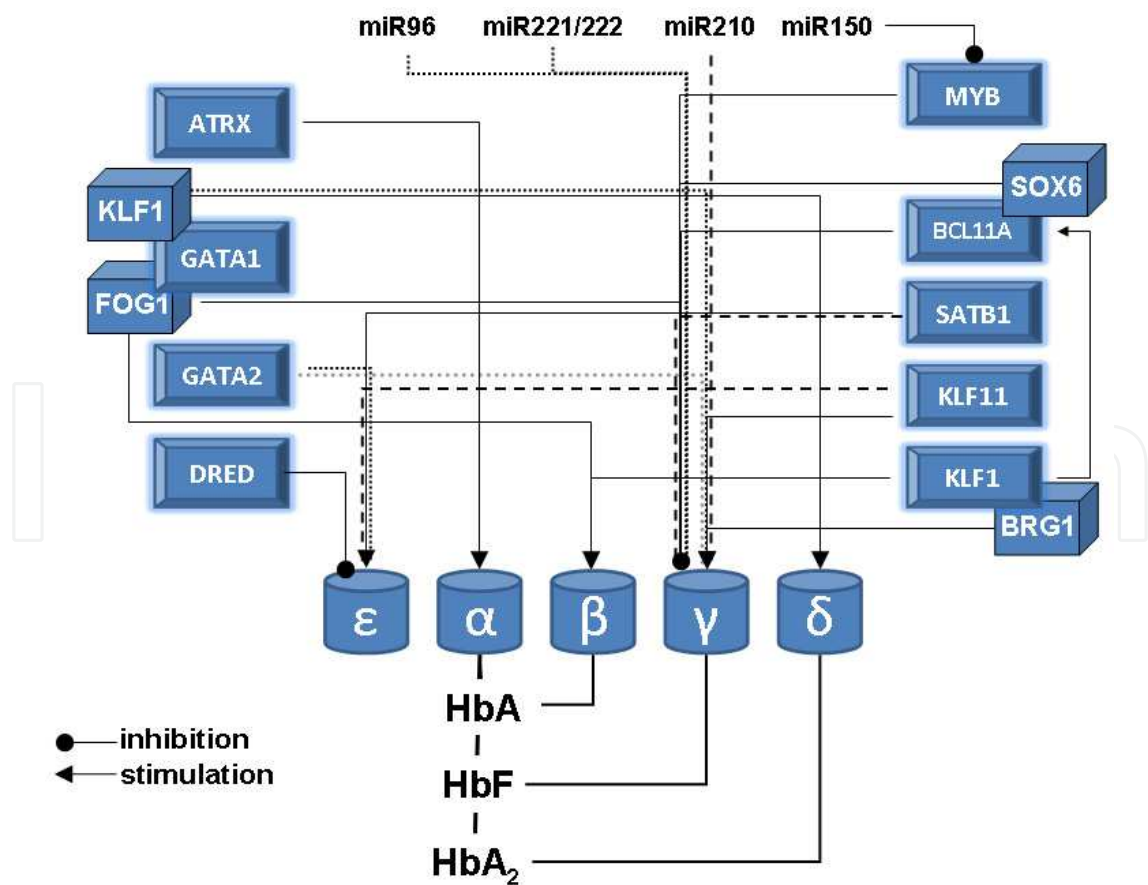 miR96 miR221/222 miR210 miR150
MYB
ATRX
SOX6
KLF1
BCL11A
GATA1
FOG1
SATB1
GATA2
KLF11
DRED
KLF1
BRG1
ε α β γ δ
HbA
inhibition
stimulation
HbF
HbA₂